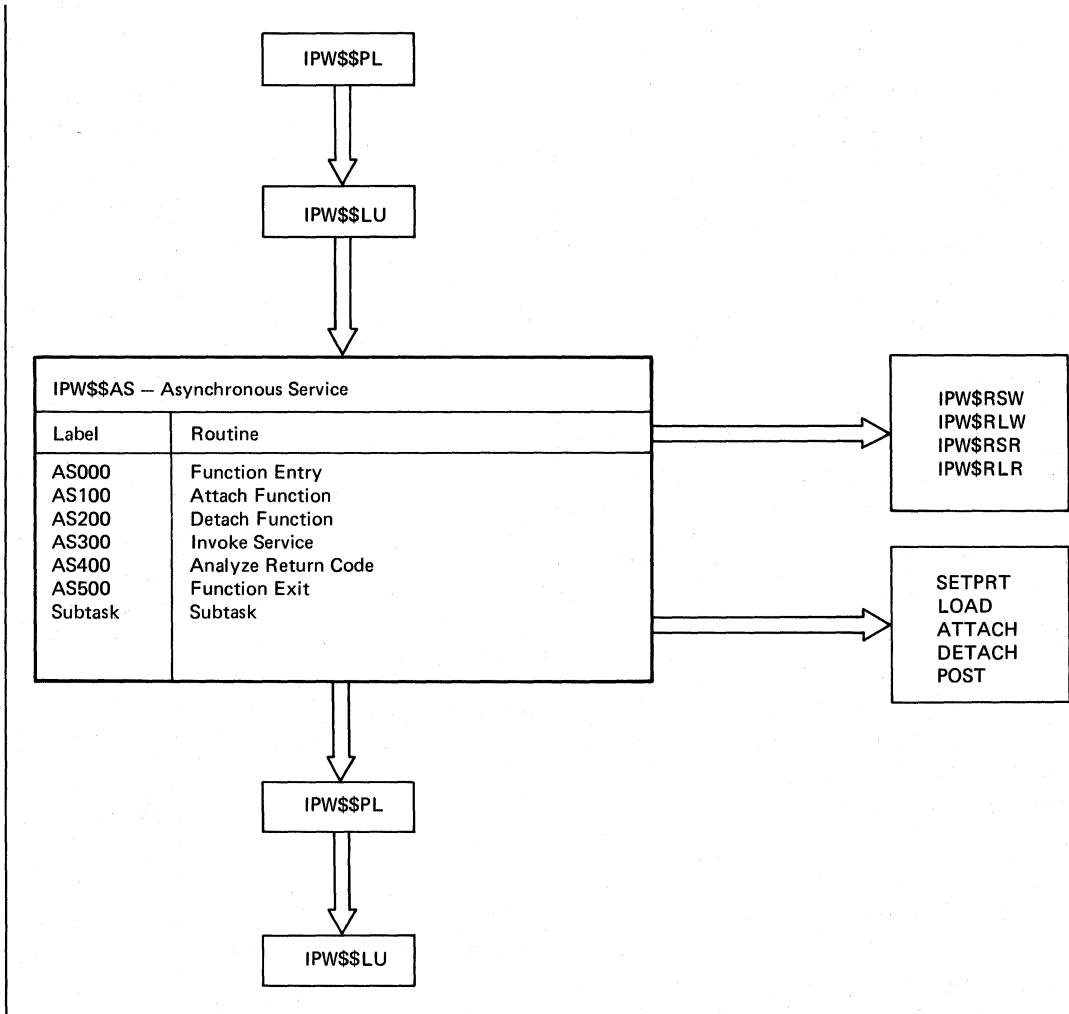 IPW$$PL
IPW$$LU
IPW$$AS — Asynchronous Service
Label Routine
AS000 Function Entry
AS100 Attach Function
AS200 Detach Function
AS300 Invoke Service
AS400 Analyze Return Code
AS500 Function Exit
Subtask Subtask
IPW$RSW
IPW$RLW
IPW$RSR
IPW$RLR
SETPRT
LOAD
ATTACH
DETACH
POST
IPW$$PL
IPW$$LU